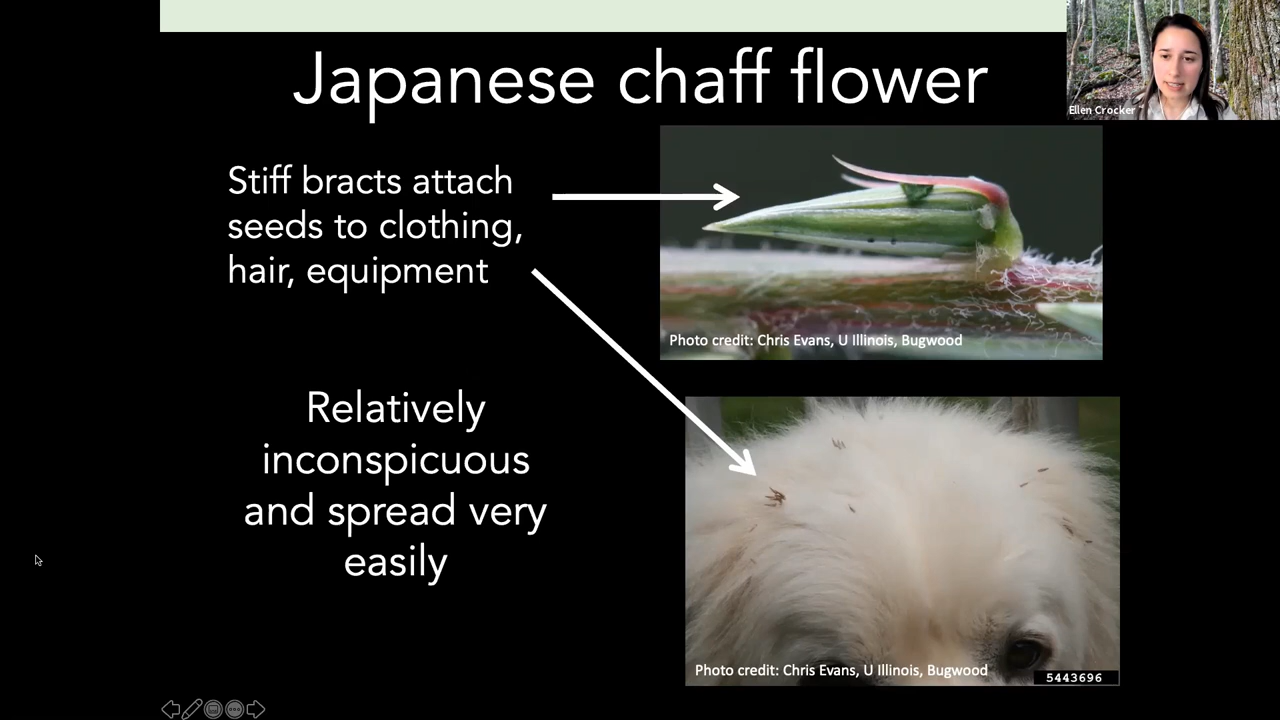 Japanese chaff flower
Ellen Crocker
Stiff bracts attach
seeds to clothing,
hair, equipment
Photo credit: Chris Evans, U Illinois, Bugwood
Relatively
inconspicuous
and spread very
easily
Photo credit: Chris Evans, U Illinois, Bugwood
5443696